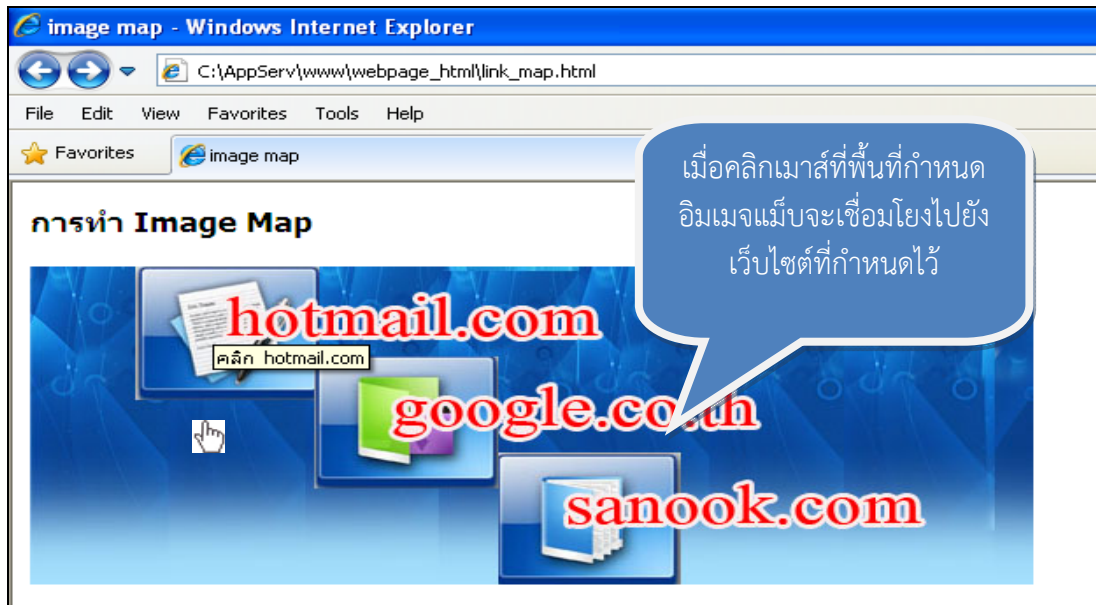 image map - Windows Internet Explorer
C:\AppServ\www\webpage_html\link_map.html
File Edit View Favorites Tools Help
Favorites image map
เมื่อคลิกเมาส์ที่พื้นที่กำหนด
อิมเมจแม็บจะเชื่อมโยงไปยัง
เว็บไซต์ที่กำหนดไว้
การทำ Image Map
hotmail.com
คลิก hotmail.com
google.co.th
sanook.com